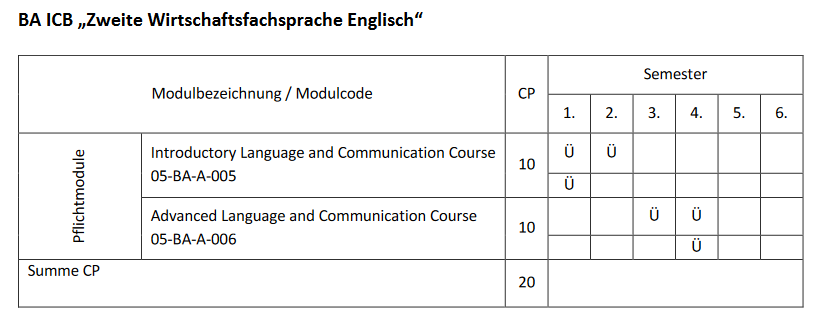 BA ICB „Zweite Wirtschaftsfachsprache Englisch“
Modulbezeichnung / Modulcode
CP
Semester
1. 2. 3. 4. 5. 6.
Pflichtmodule
Introductory Language and Communication Course
05-BA-A-005
10
Ü Ü
Ü
Advanced Language and Communication Course
05-BA-A-006
10
Ü Ü
Ü
Summe CP
20